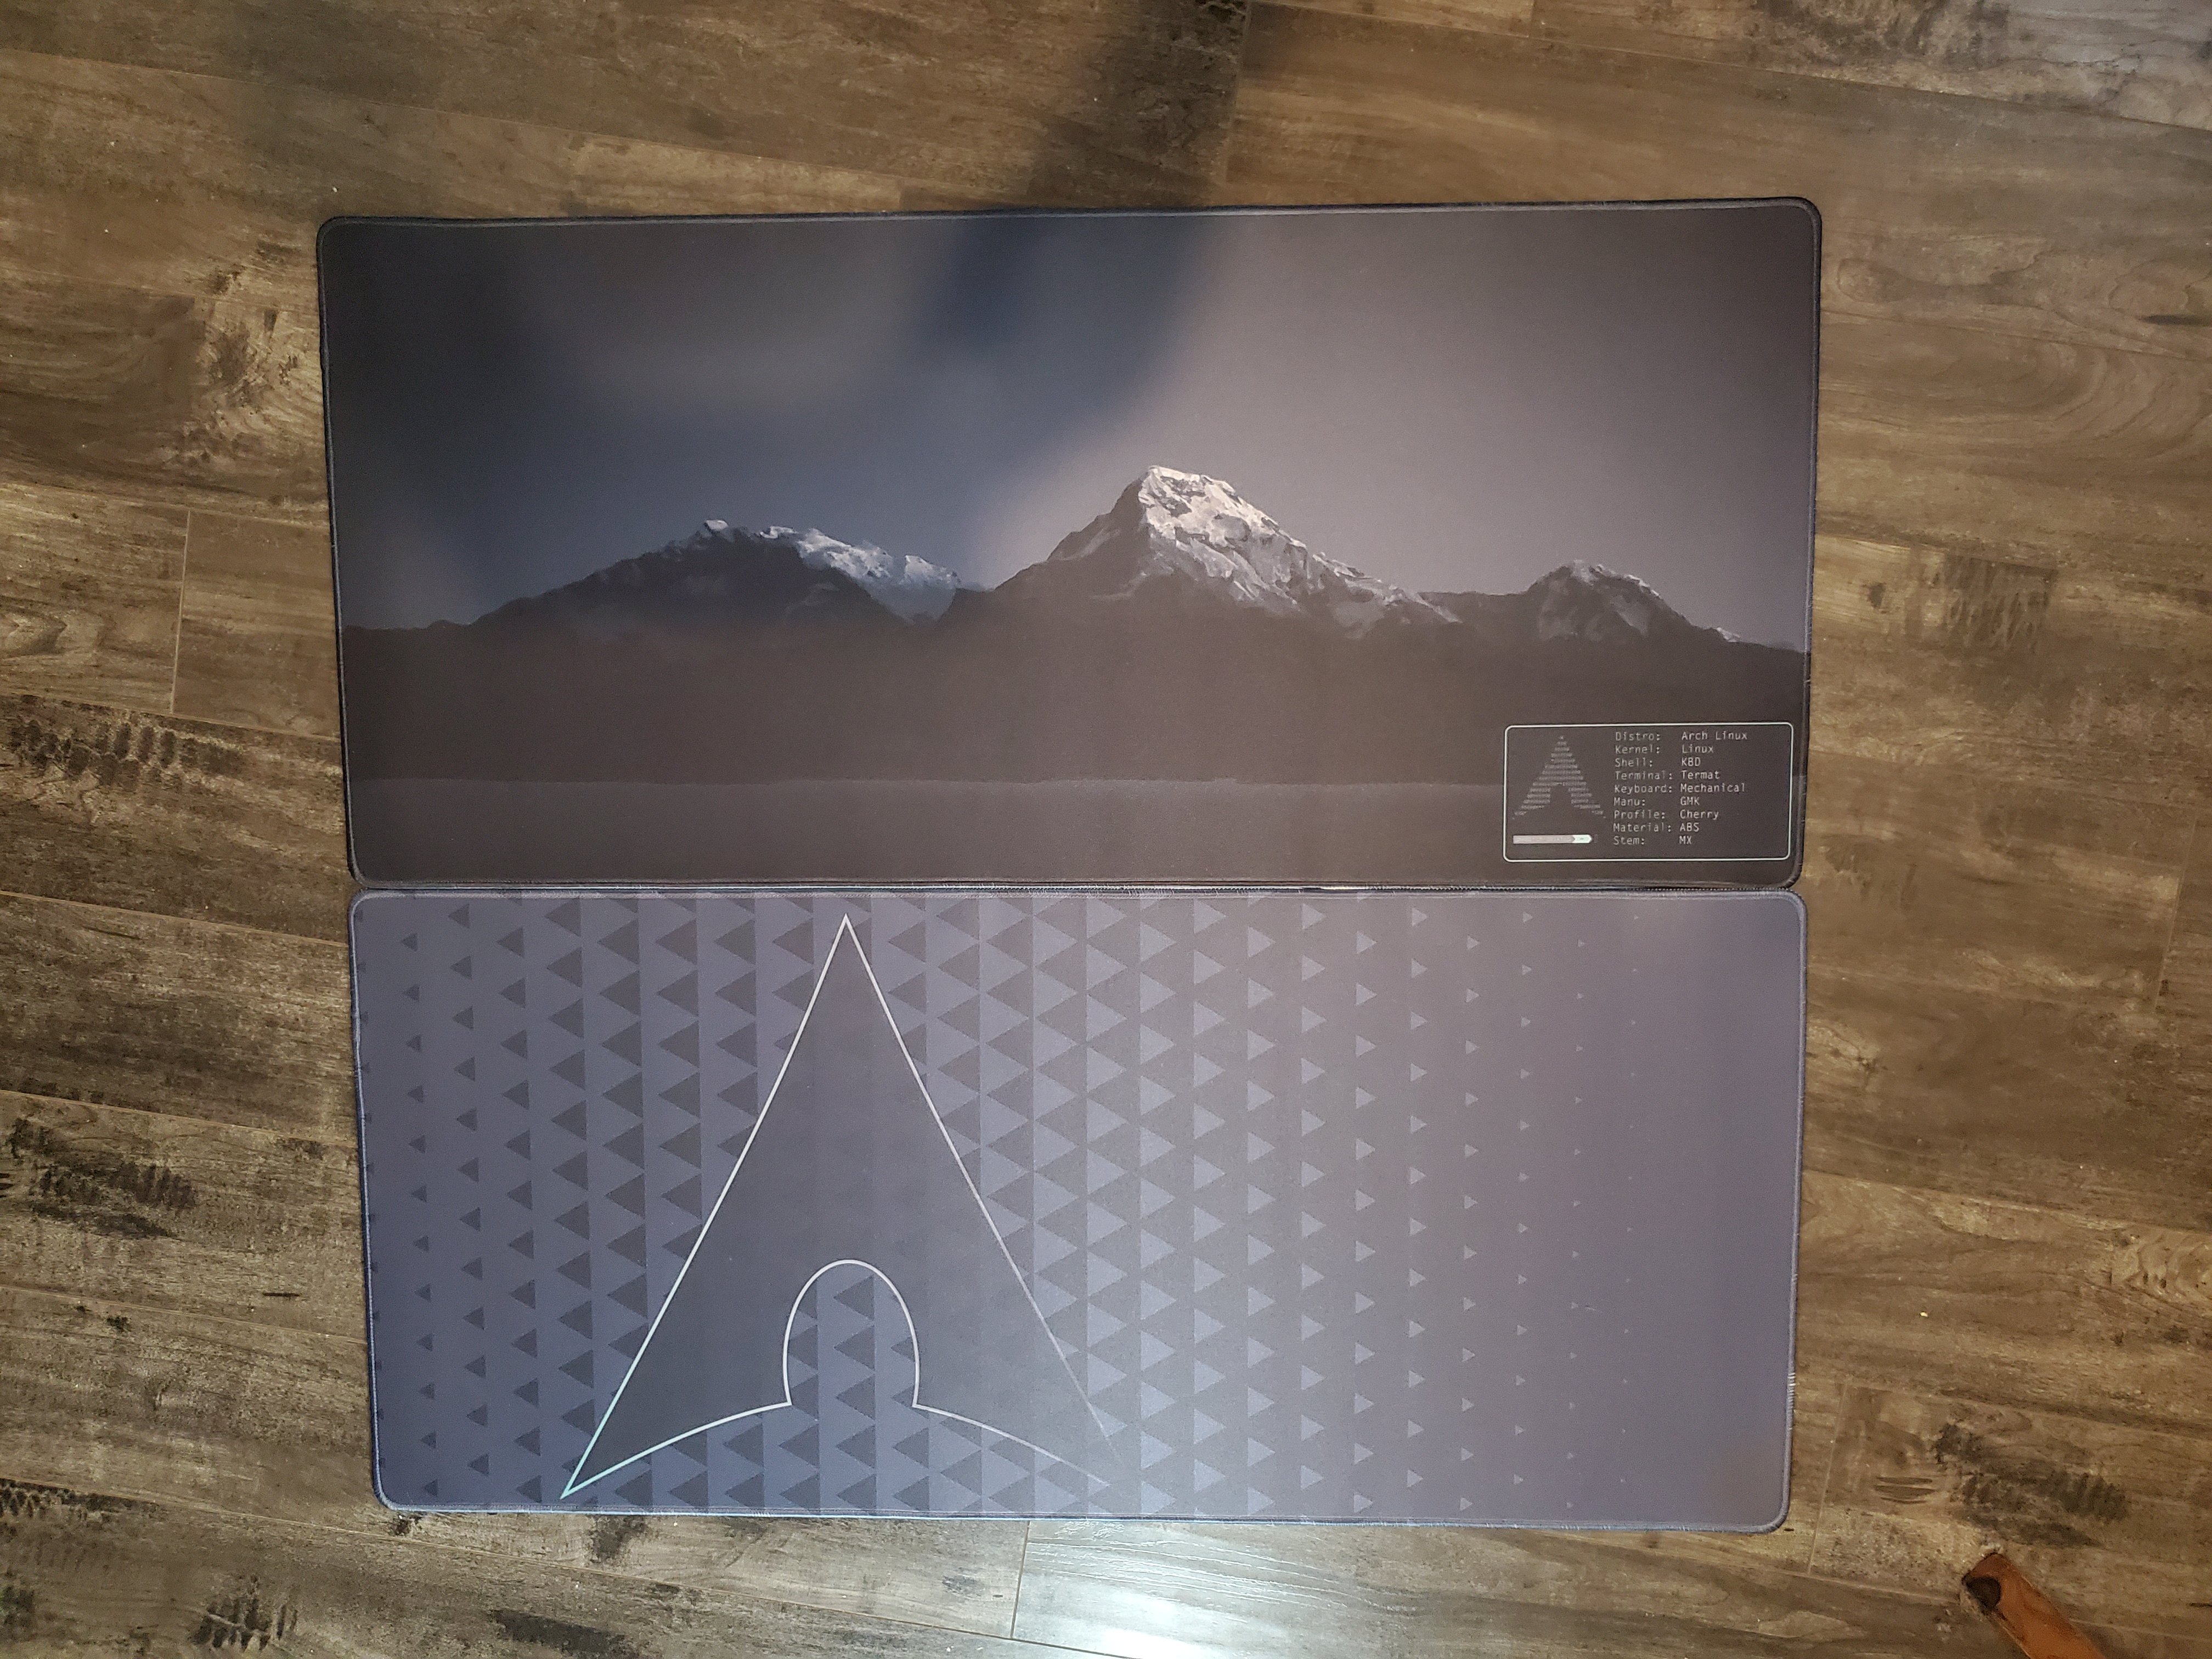 Distro: Arch Linux
Kernel: Linux
Shell: KBD
Terminal: Termat
Keyboard: Mechanical
Manu: GMK
Profile: Cherry
Material: ABS
Stem: MX